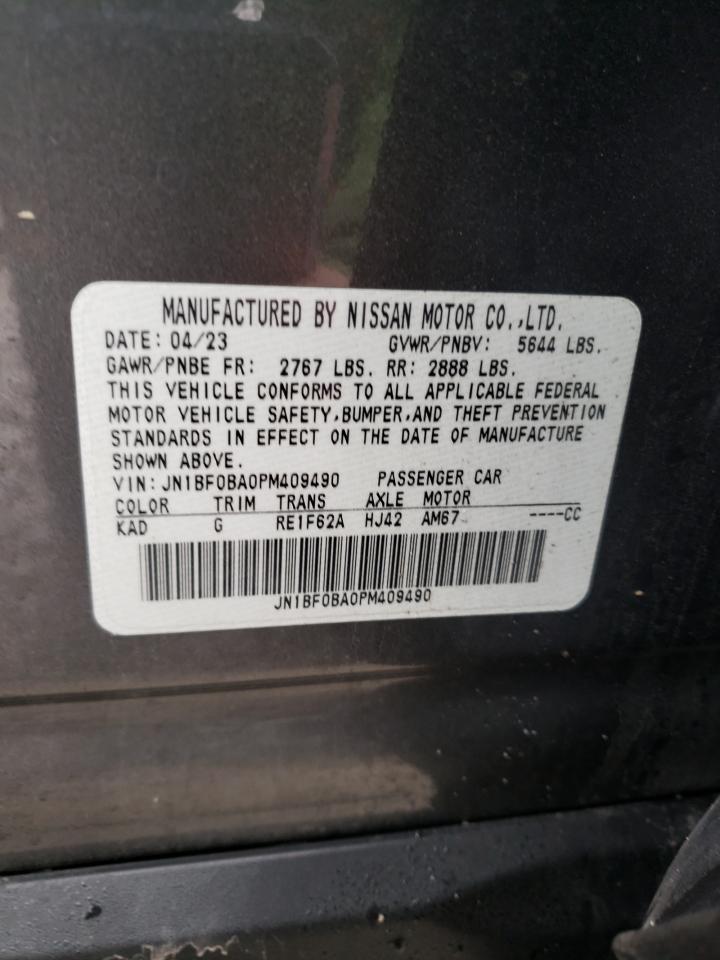 MANUFACTURED BY NISSAN MOTOR CO.,LTD.
DATE: 04/23 GVWR/PNBV: 5644 LBS.
GAWR/PNBE FR: 2767 LBS. RR: 2888 LBS.
THIS VEHICLE CONFORMS TO ALL APPLICABLE FEDERAL
MOTOR VEHICLE SAFETY,BUMPER,AND THEFT PREVENTION
STANDARDS IN EFFECT ON THE DATE OF MANUFACTURE
SHOWN ABOVE.
VIN: JN1BF0BA0PM409490 PASSENGER CAR
COLOR TRIM TRANS AXLE MOTOR
KAD G RE1F62A HJ42 AM67 ----CC
JN1BF0BA0PM409490